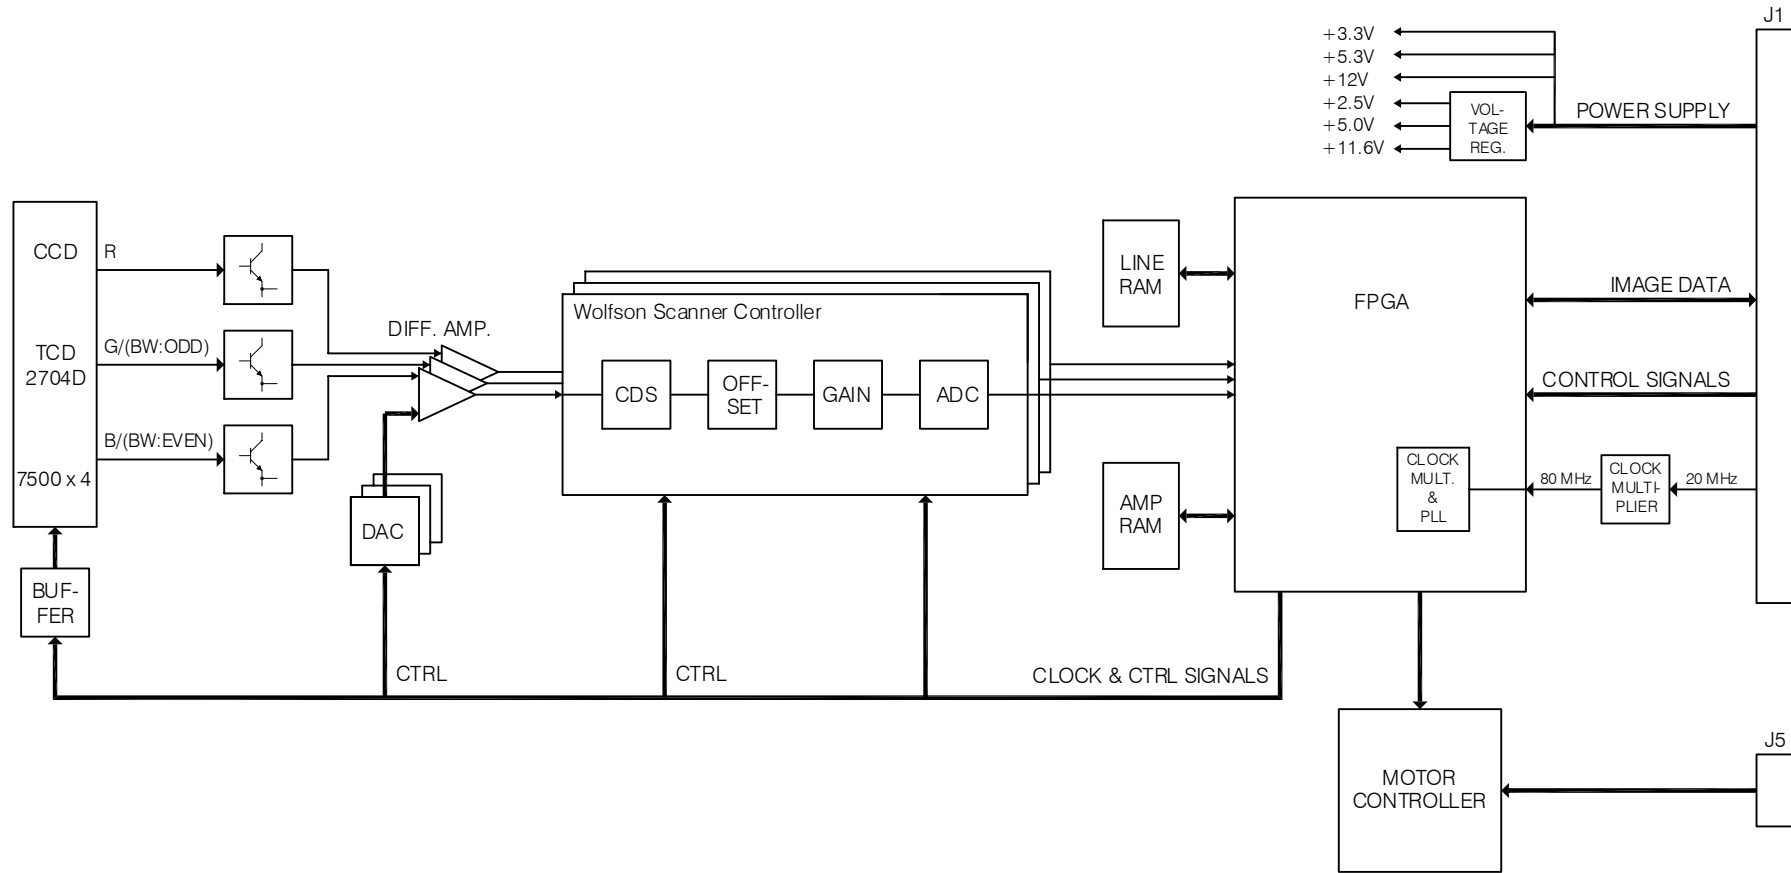 J1
+3.3V
+5.3V
+12V
+2.5V
+5.0V
+11.6V
VOL-
TAGE
REG.
POWER SUPPLY
CCD
TCD
2704D
7500 x 4
R
G/(BW:ODD)
B/(BW:EVEN)
DIFF. AMP.
Wolfson Scanner Controller
CDS
OFF-
SET
GAIN
ADC
LINE
RAM
AMP
RAM
FPGA
IMAGE DATA
CONTROL SIGNALS
CLOCK
MULT.
&
PLL
80 MHz
CLOCK
MULTI-
PLIER
20 MHz
DAC
BUF-
FER
CTRL
CTRL
CLOCK & CTRL SIGNALS
MOTOR
CONTROLLER
J5